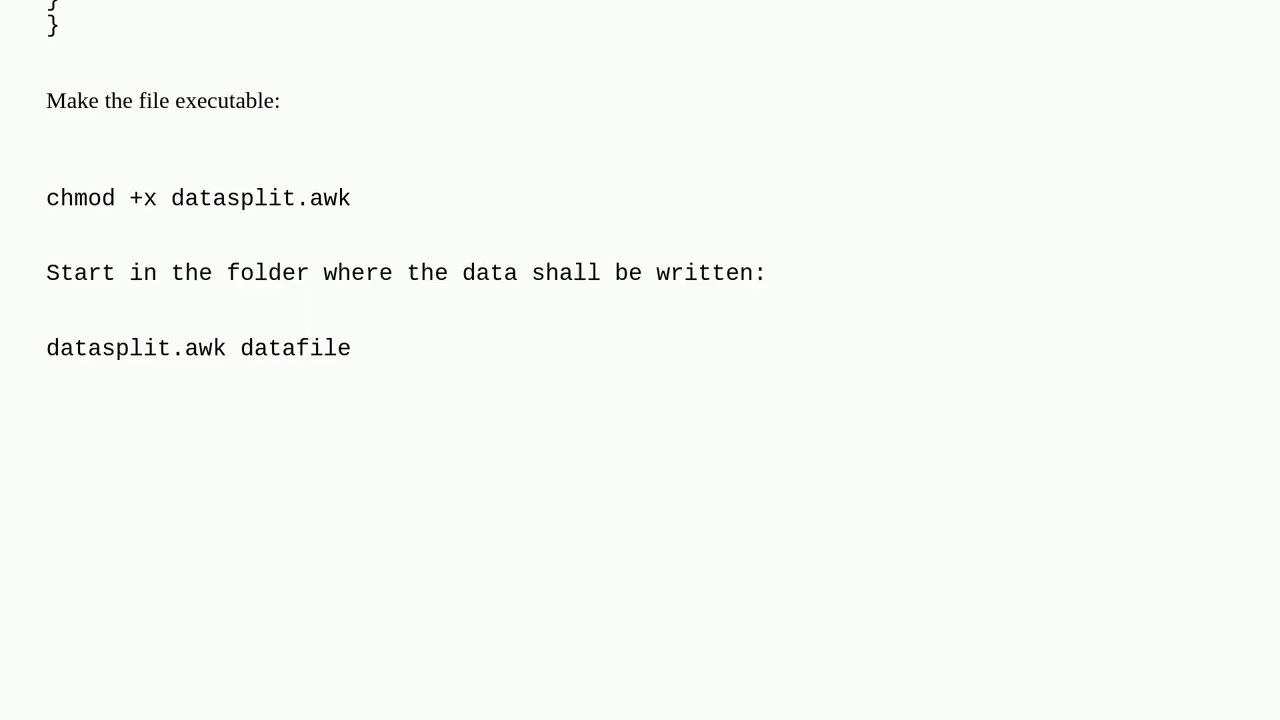 }
}
Make the file executable:
chmod +x datasplit.awk
Start in the folder where the data shall be written:
datasplit.awk datafile